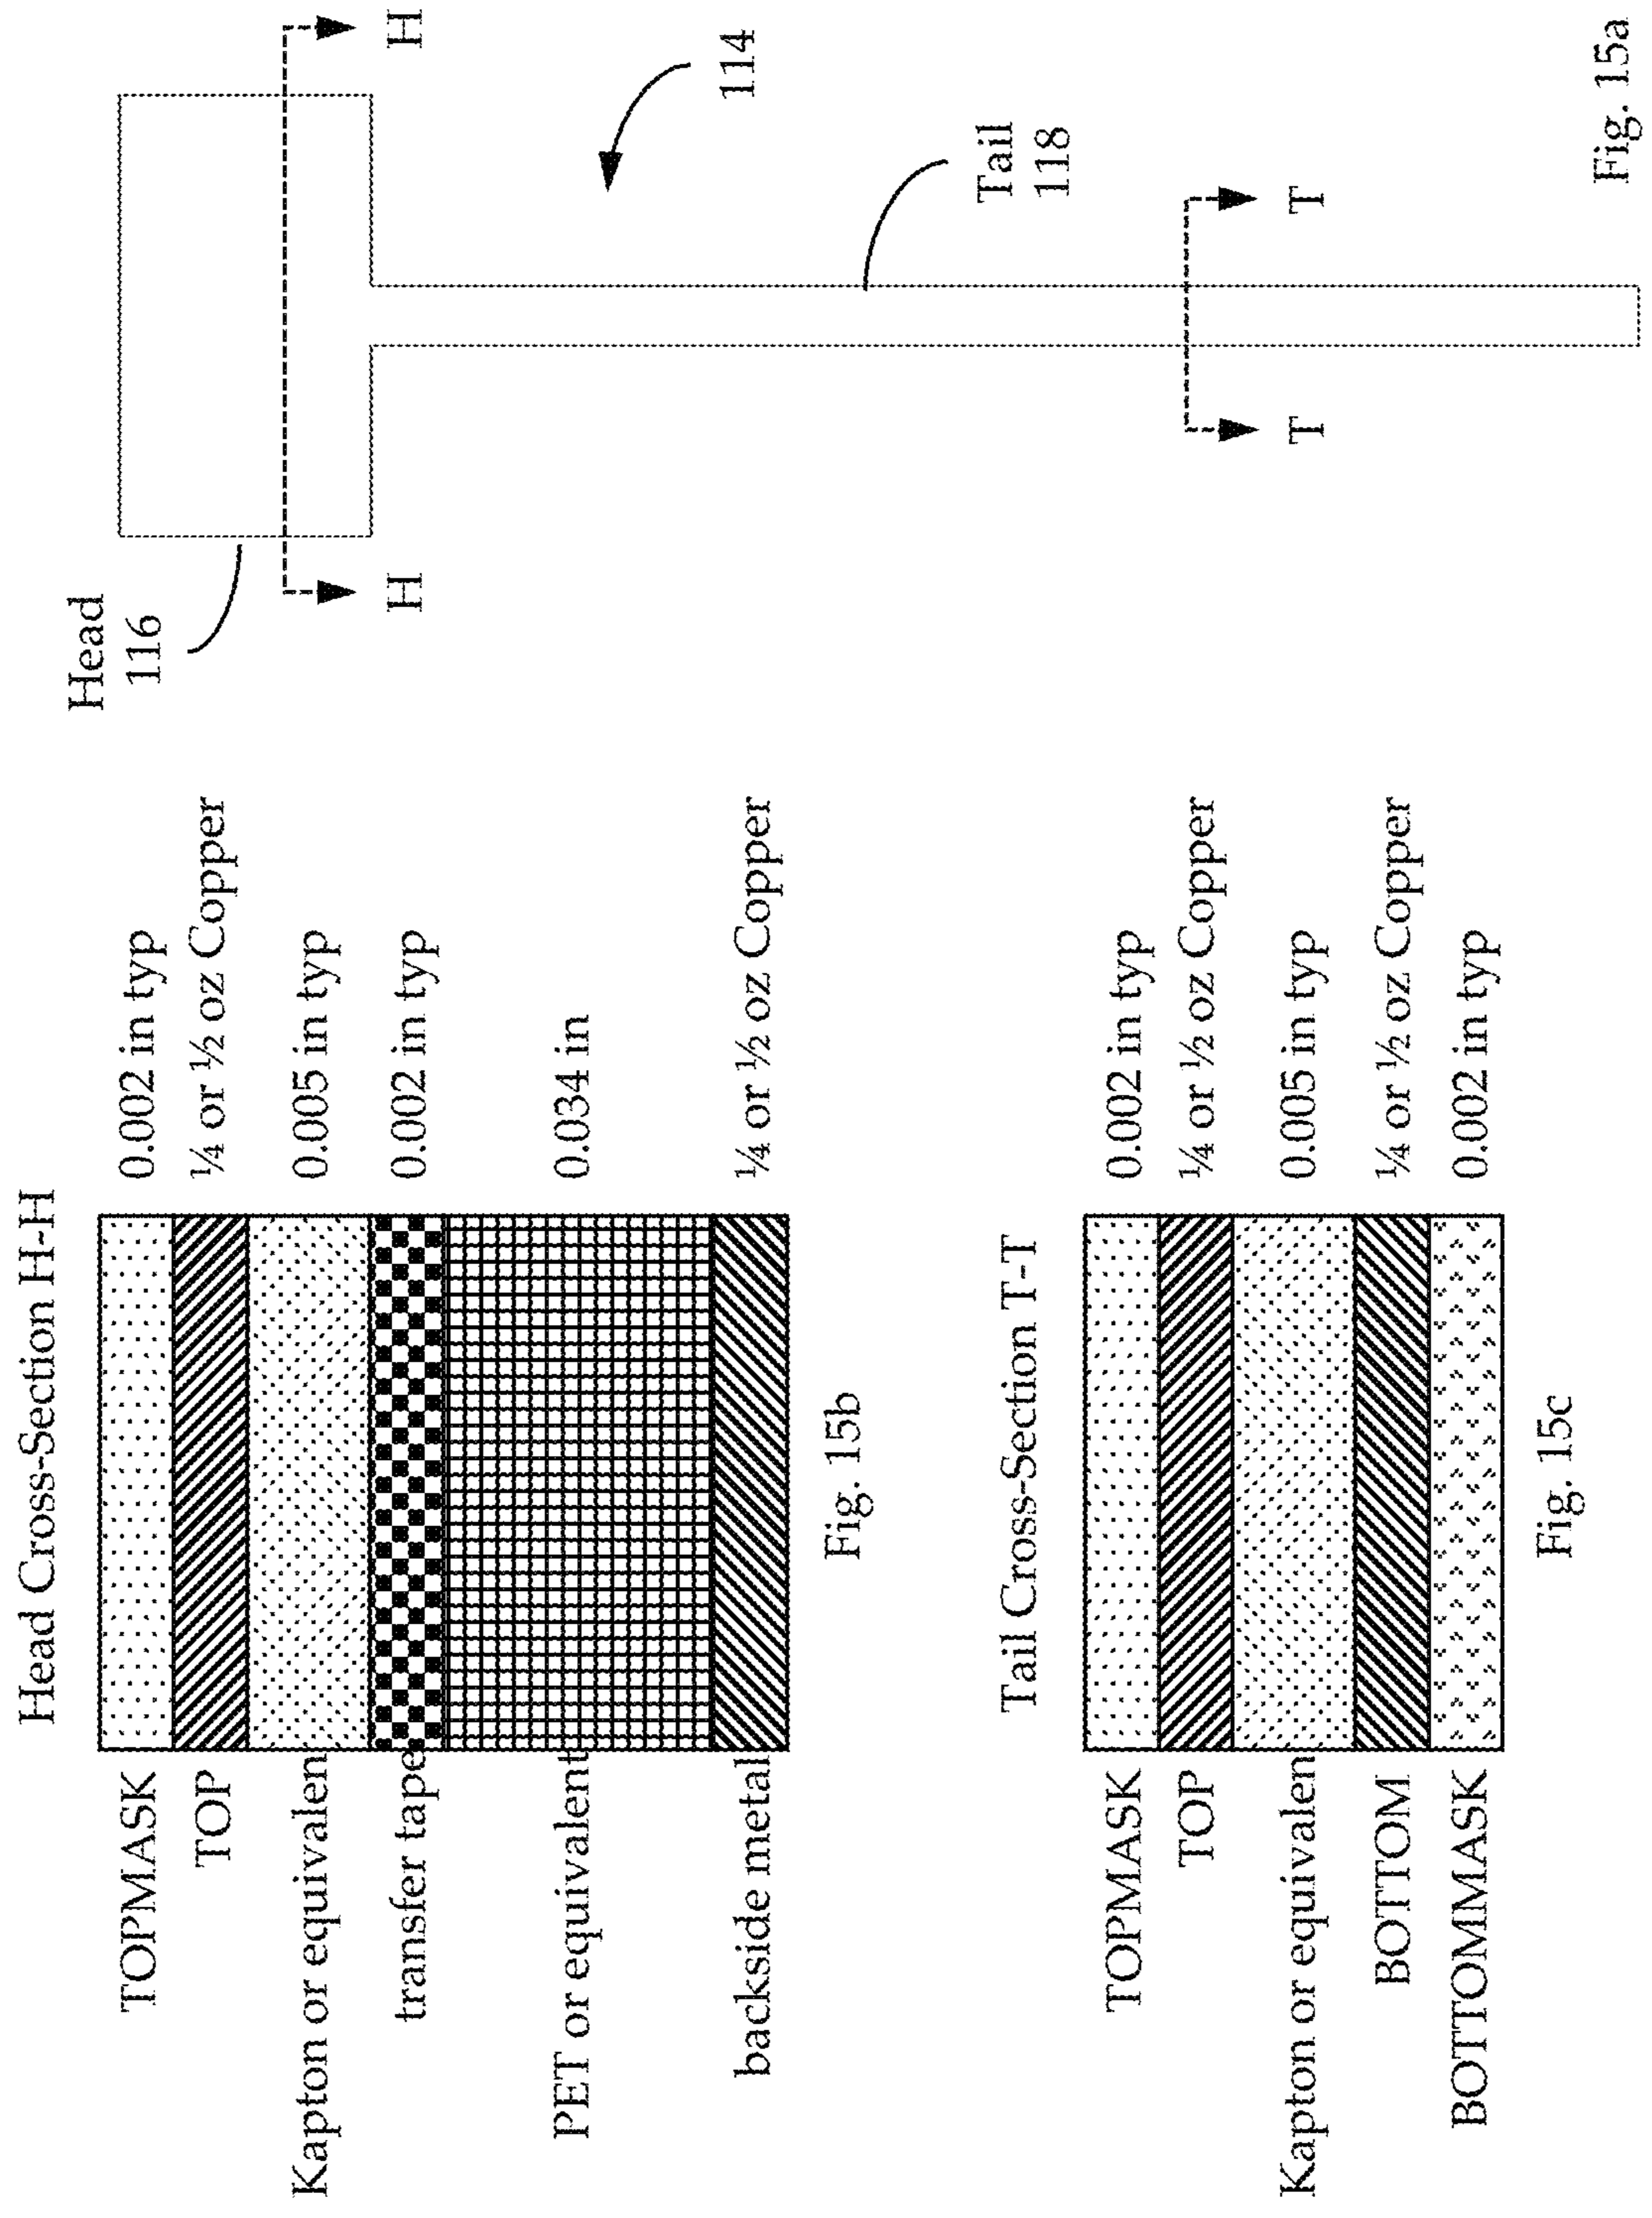 Head Cross-Section H-H
TOPMASK 0.002 in typ
TOP ¼ or ½ oz Copper
Kapton or equivalen 0.005 in typ
transfer tape 0.002 in typ
PET or equivalent 0.034 in
backside metal ¼ or ½ oz Copper
Fig. 15b
Tail Cross-Section T-T
TOPMASK 0.002 in typ
TOP ¼ or ½ oz Copper
Kapton or equivalen 0.005 in typ
BOTTOM ¼ or ½ oz Copper
BOTTOMMASK 0.002 in typ
Fig. 15c
Head
116
H H
114
Tail
118
T T
Fig. 15a